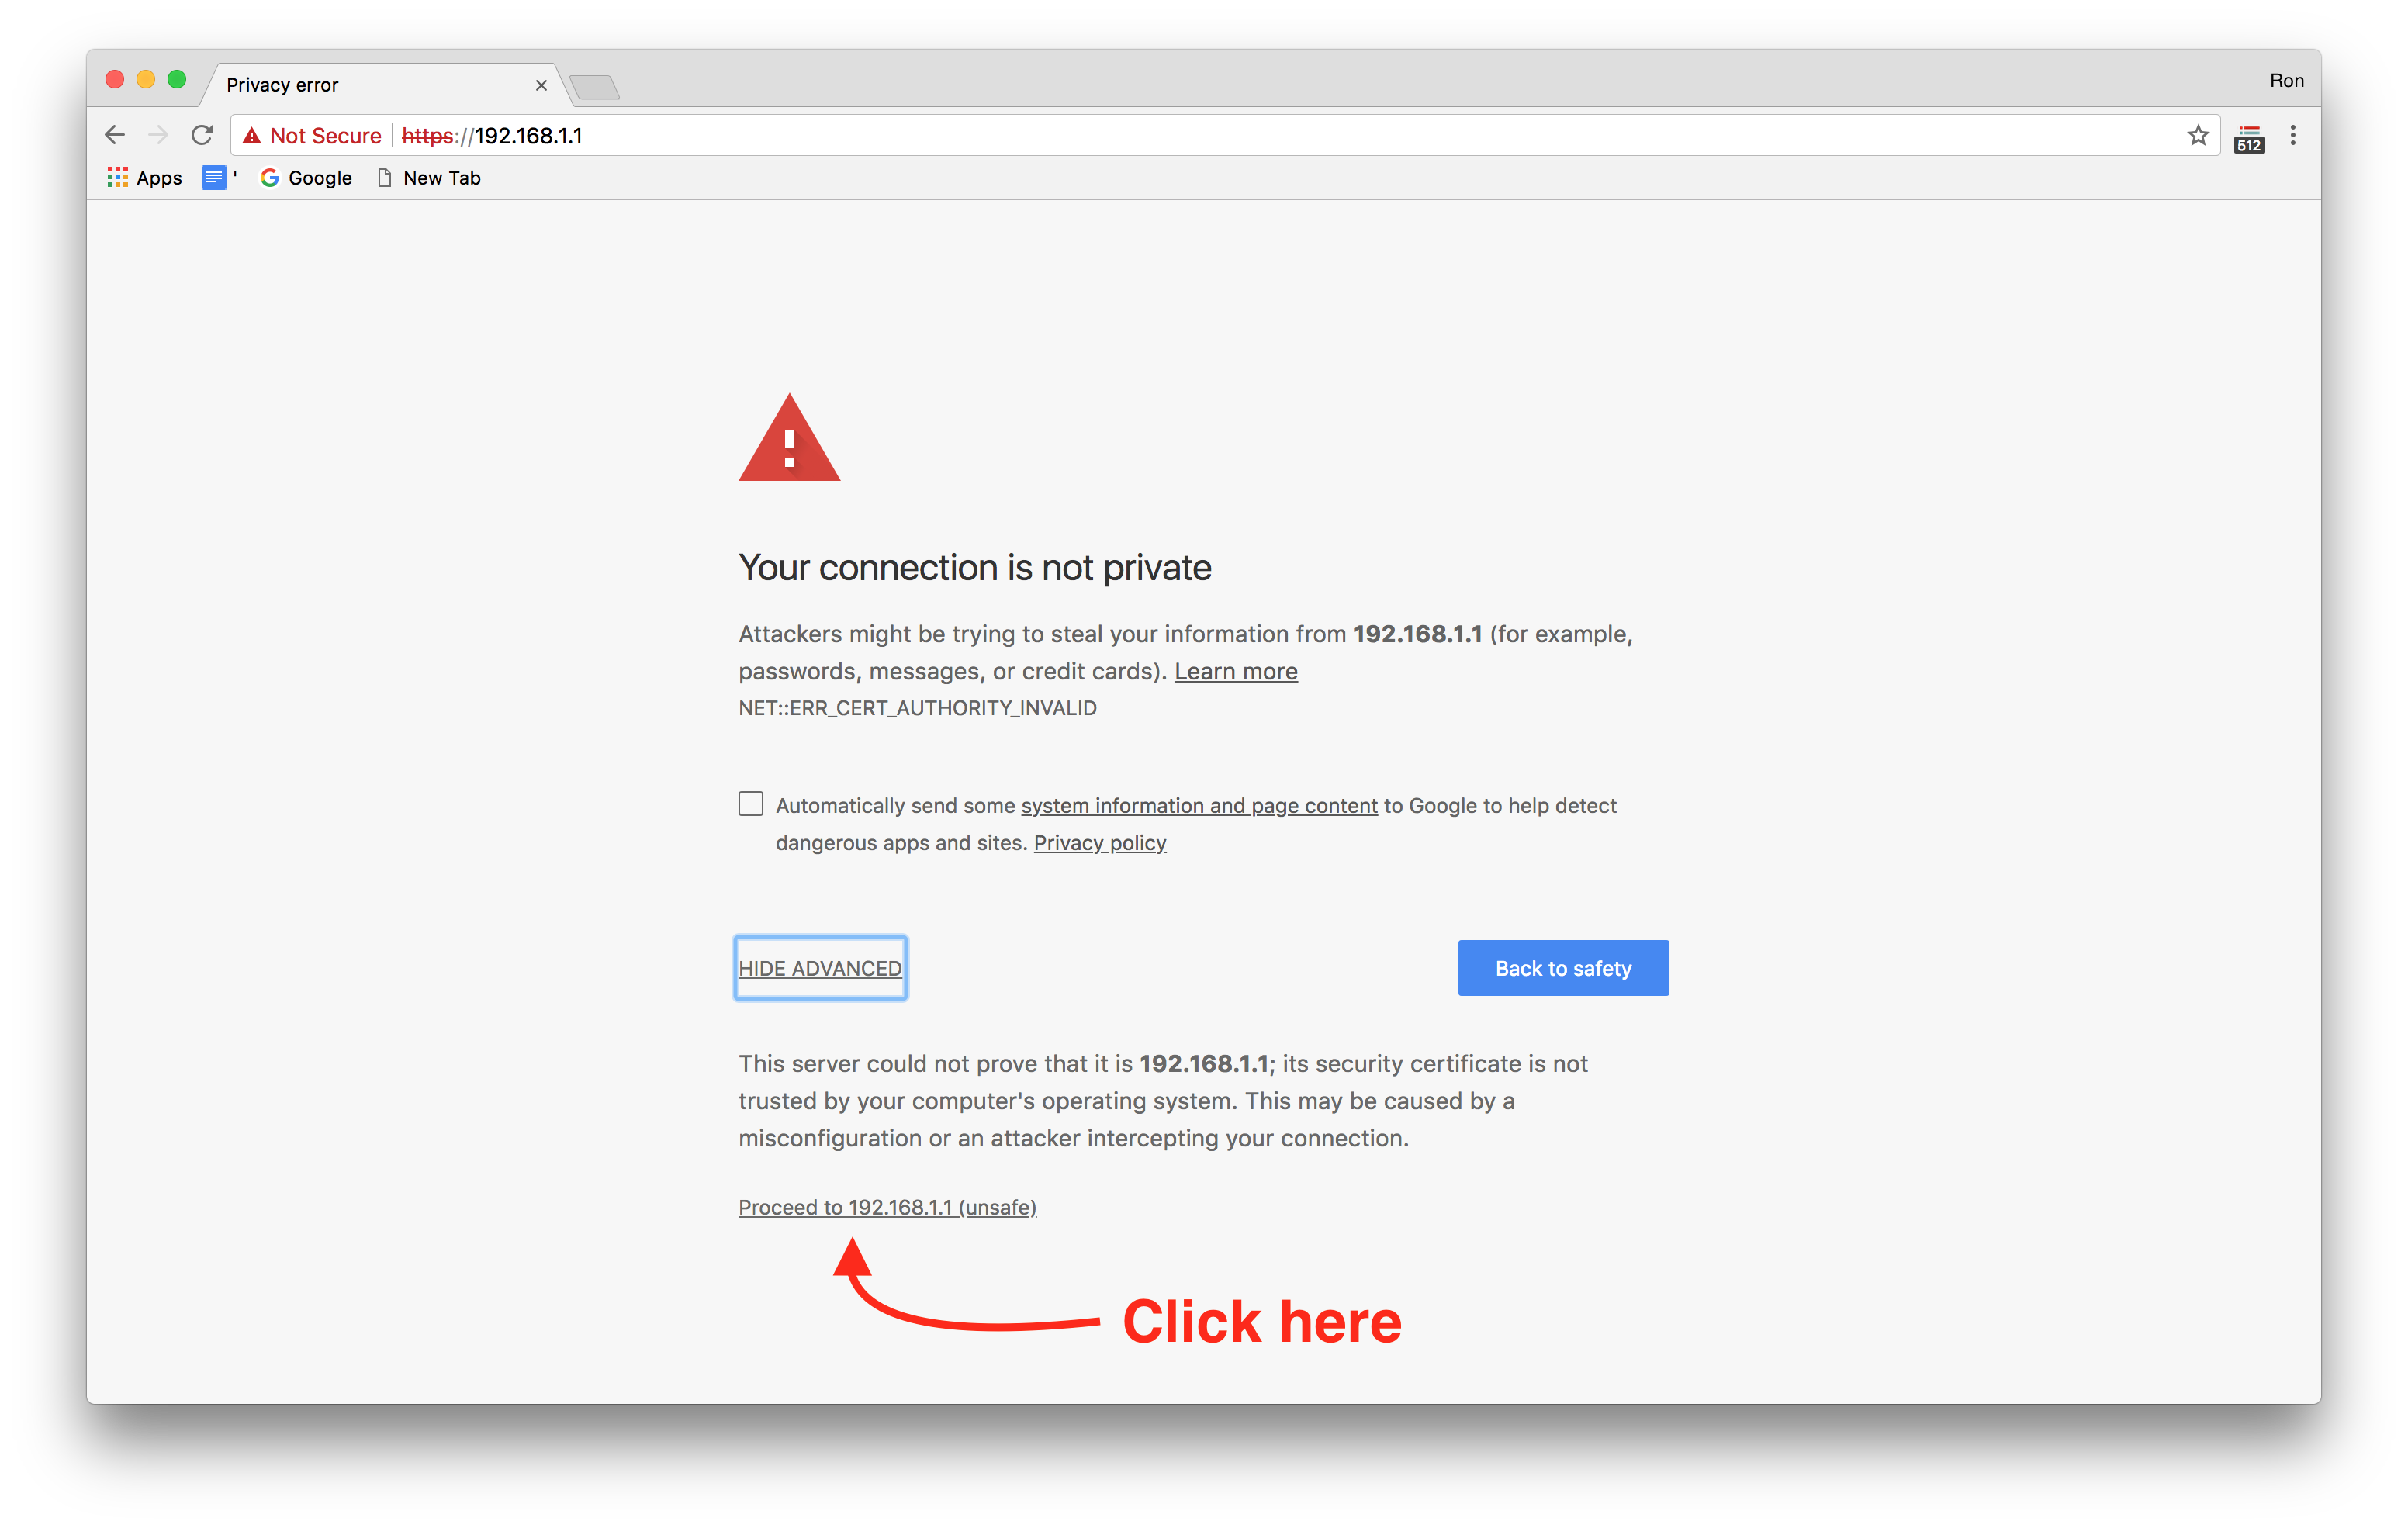 Privacy error
Ron
Not Secure https://192.168.1.1
512
Apps ' Google New Tab
Your connection is not private
Attackers might be trying to steal your information from 192.168.1.1 (for example,
passwords, messages, or credit cards). Learn more
NET::ERR_CERT_AUTHORITY_INVALID
Automatically send some system information and page content to Google to help detect
dangerous apps and sites. Privacy policy
HIDE ADVANCED
Back to safety
This server could not prove that it is 192.168.1.1; its security certificate is not
trusted by your computer's operating system. This may be caused by a
misconfiguration or an attacker intercepting your connection.
Proceed to 192.168.1.1 (unsafe)
Click here